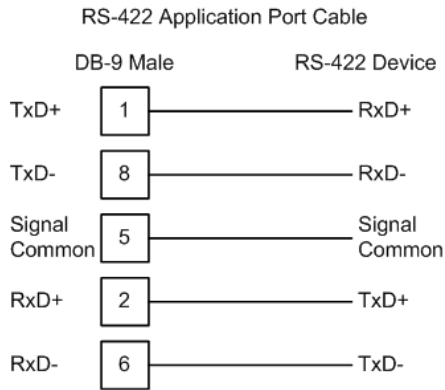 RS-422 Application Port Cable
DB-9 Male RS-422 Device
TxD+ 1 RxD+
TxD- 8 RxD-
Signal Signal
Common 5 Common
RxD+ 2 TxD+
RxD- 6 TxD-